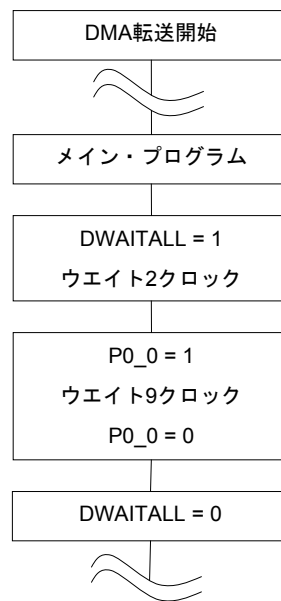 DMA転送開始
メイン・プログラム
DWAITALL = 1
ウエイト2クロック
P0_0 = 1
ウエイト9クロック
P0_0 = 0
DWAITALL = 0